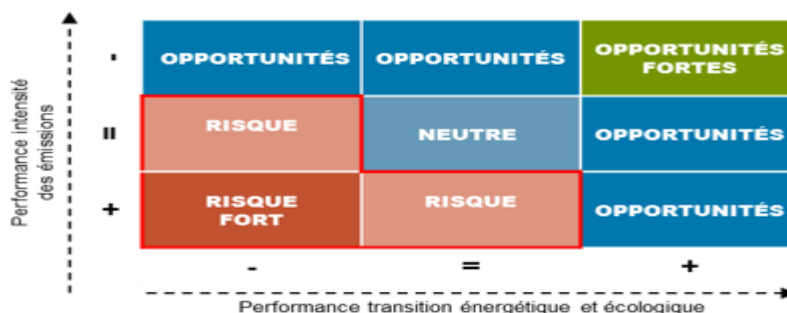 Performance intensité
des émissions
-
OPPORTUNITÉS
OPPORTUNITÉS
OPPORTUNITÉS
FORTES
=
RISQUE
NEUTRE
OPPORTUNITÉS
+
RISQUE
FORT
RISQUE
OPPORTUNITÉS
- = +
Performance transition énergétique et écologique